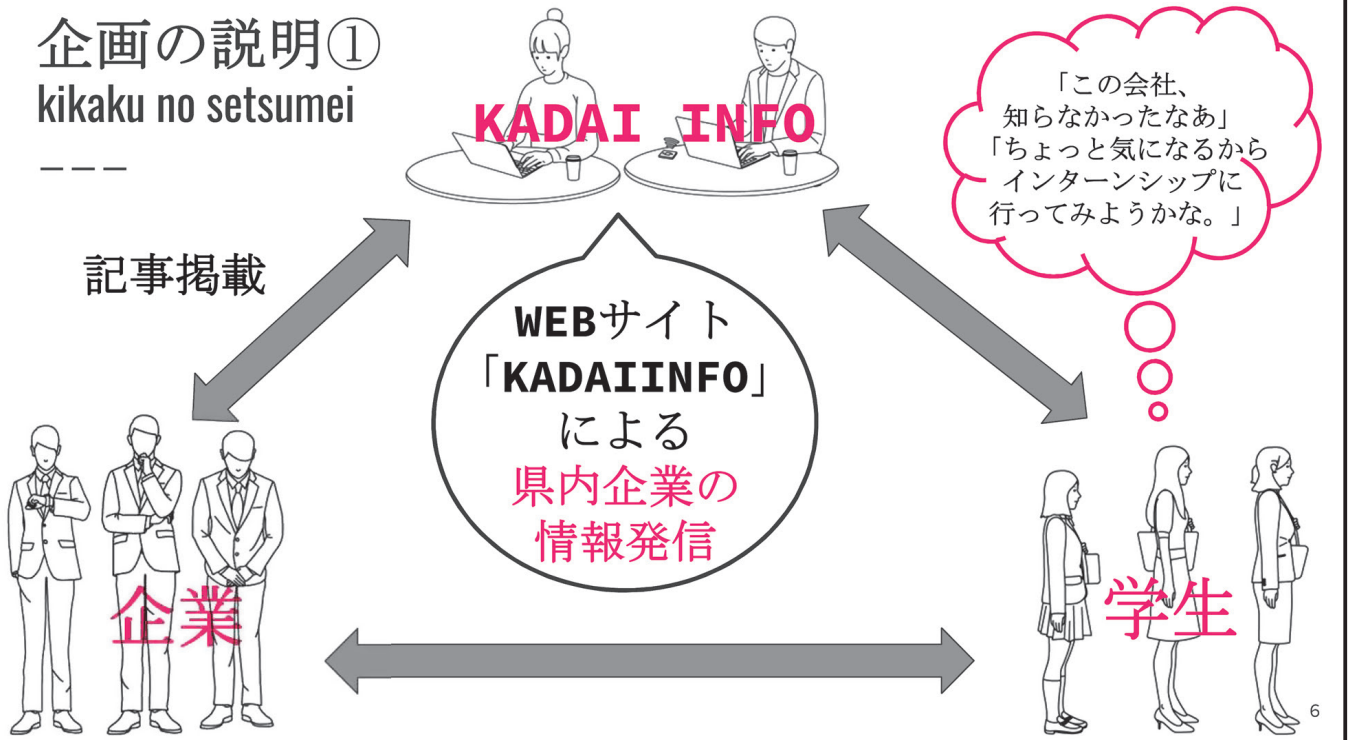 企画の説明①
kikaku no setsumei
KADAI INFO
「この会社、
知らなかったなあ」
「ちょっと気になるから
インターンシップに
行ってみようかな。」
記事掲載
WEBサイト
「KADAIINFO」
による
県内企業の
情報発信
企業
学生
6